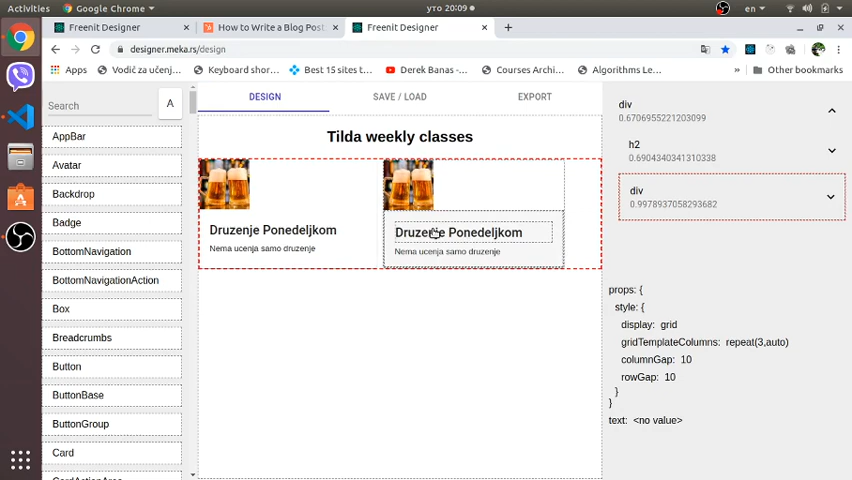 Activities
Google Chrome
уто 20:09
en
Freenit Designer
How to Write a Blog Post
Freenit Designer
designer.meka.rs/design
Apps
Vodič za učenj...
Keyboard shor...
Best 15 sites t...
Derek Banas —...
Courses Archi...
Algorithms Le...
»
Other bookmarks
Search
A
DESIGN
SAVE / LOAD
EXPORT
AppBar
Avatar
Backdrop
Badge
BottomNavigation
BottomNavigationAction
Box
Breadcrumbs
Button
ButtonBase
ButtonGroup
Card
CardActionArea
Tilda weekly classes
Druzenje Ponedeljkom
Nema ucenja samo druzenje
Druzenje Ponedeljkom
Nema ucenja samo druzenje
div
0.6706955221203099
h2
0.6904340341310338
div
0.9978937058293682
props: {
style: {
display: grid
gridTemplateColumns: repeat(3,auto)
columnGap: 10
rowGap: 10
}
}
text: <no value>